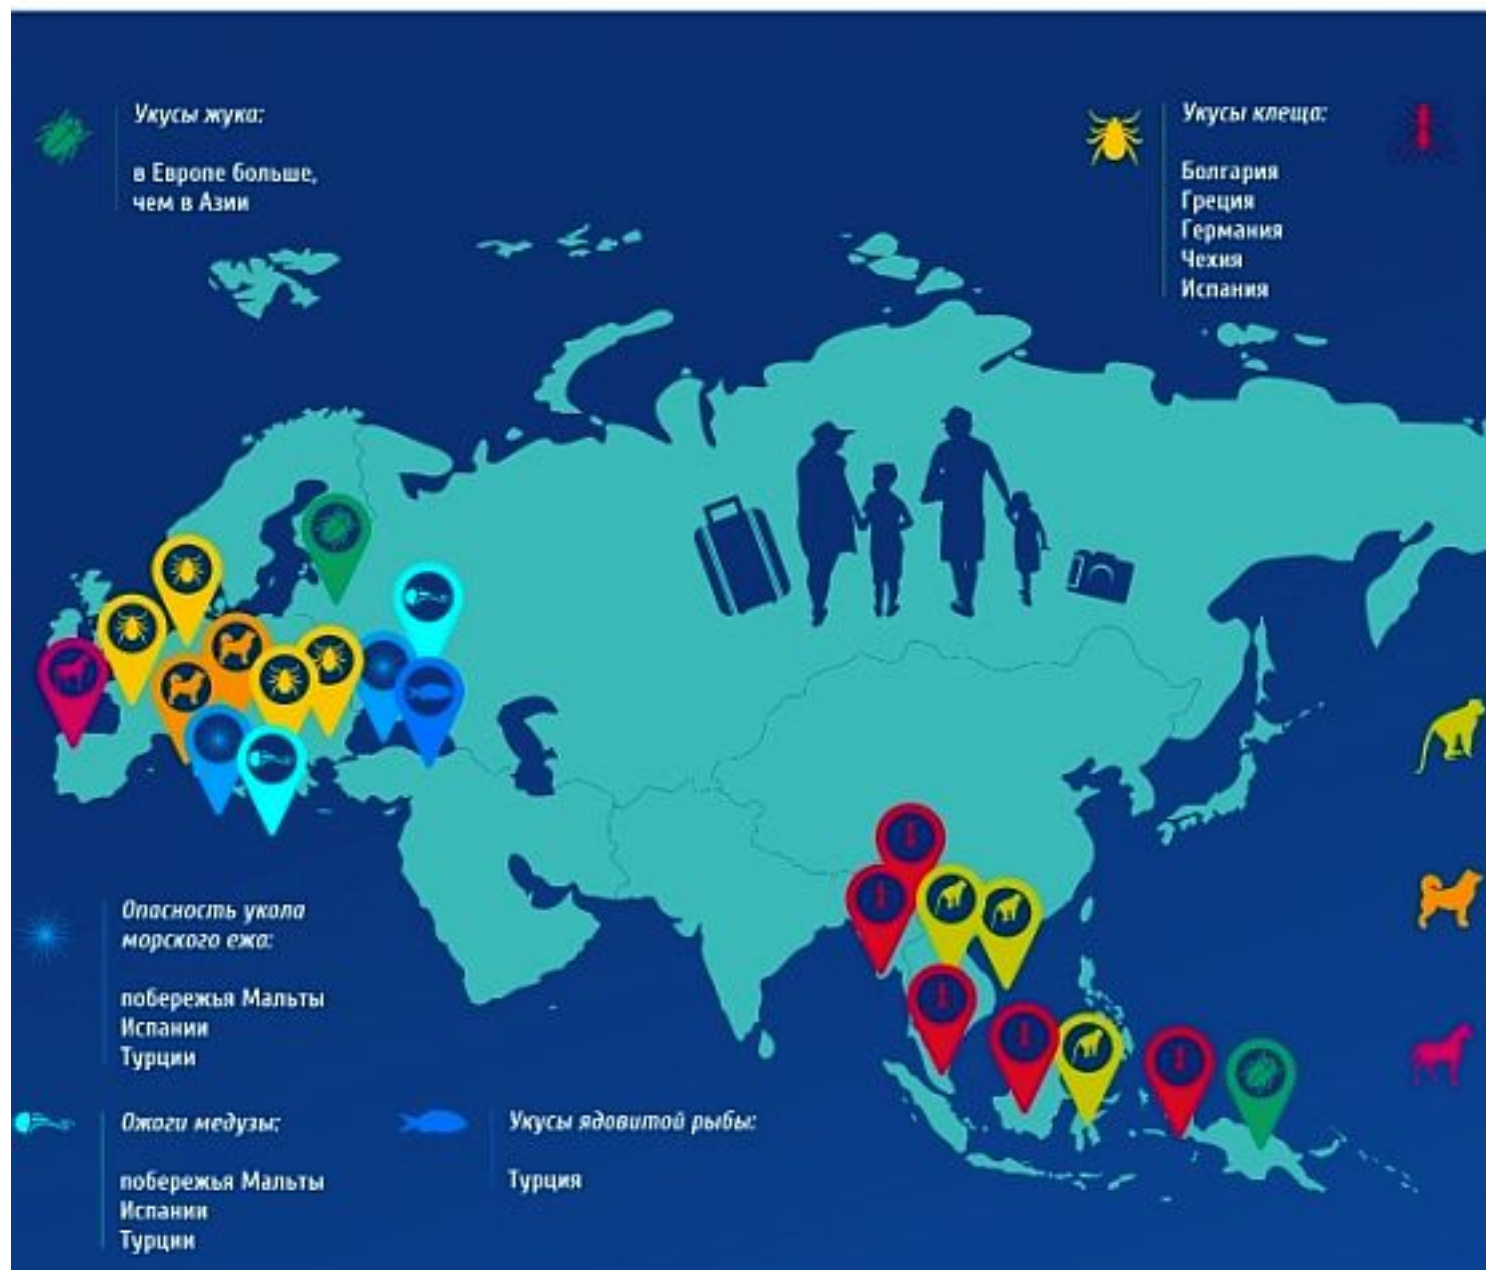 Укусы жука:
в Европе больше,
чем в Азии
Укусы клеща:
Болгария
Греция
Германия
Чехия
Испания
Опасность укола
морского ежа:
побережья Мальты
Испании
Турции
Ожоги медузы:
побережья Мальты
Испании
Турции
Укусы ядовитой рыбы:
Турция